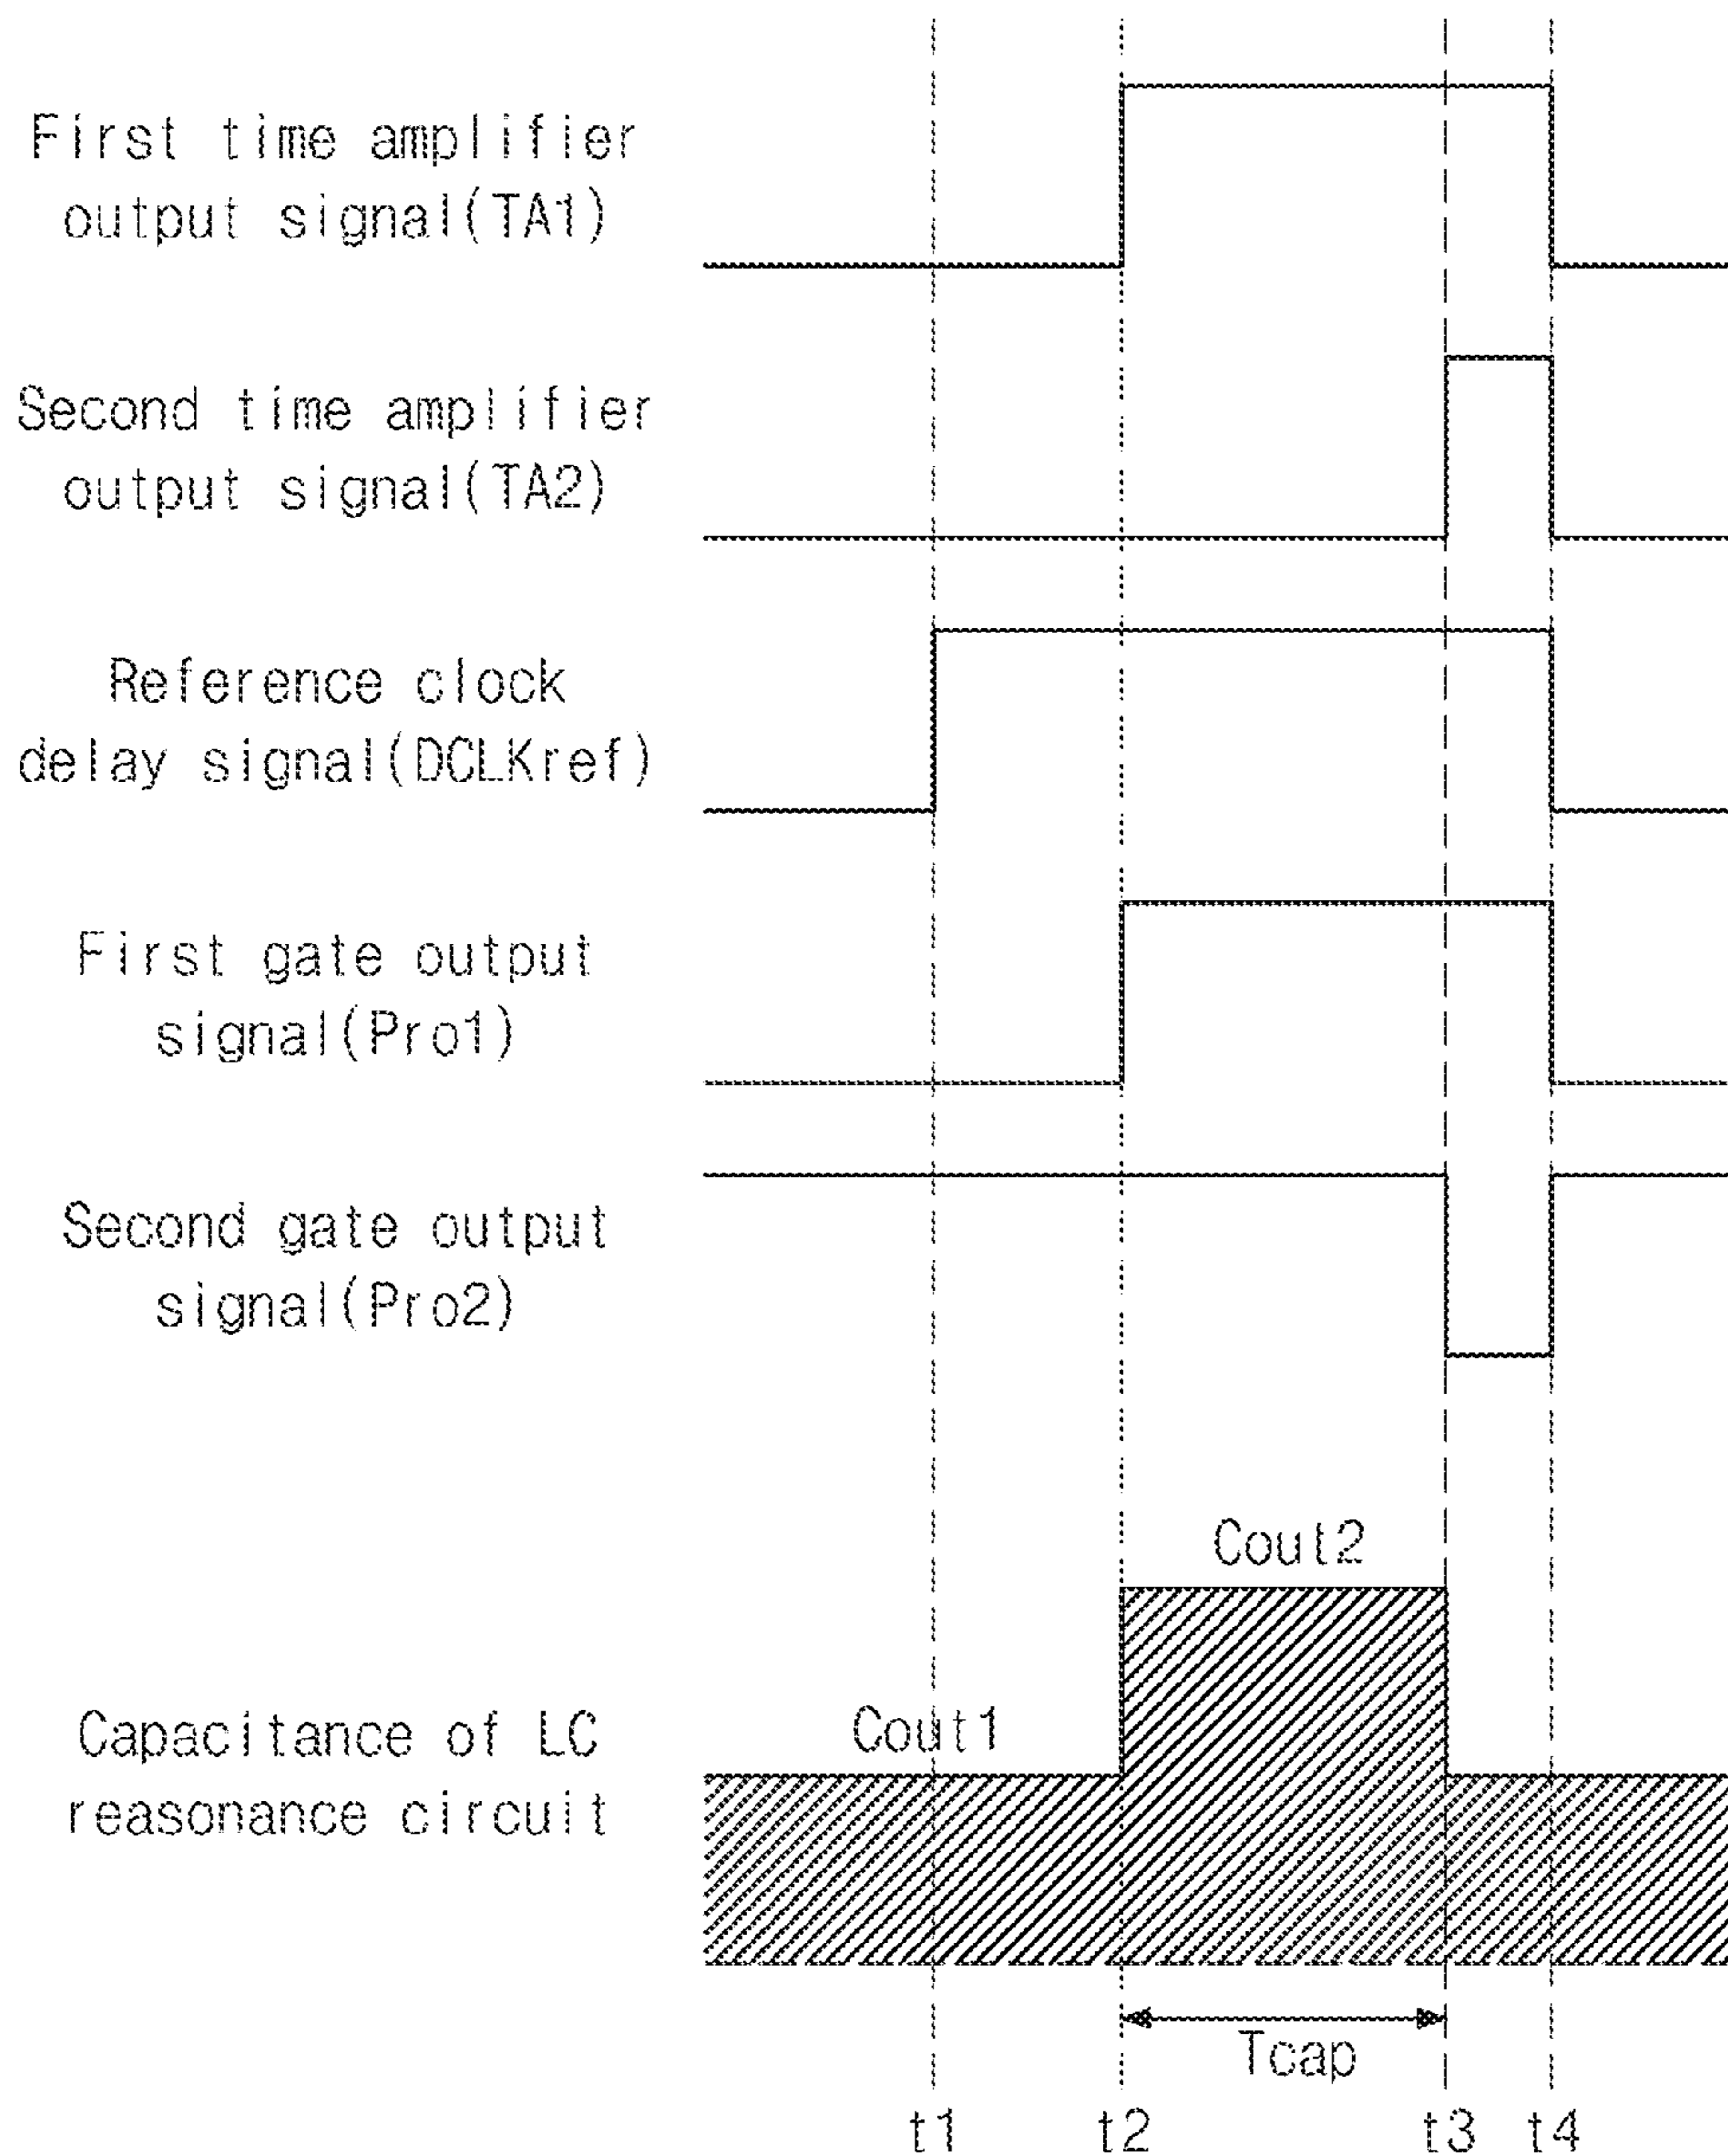 First time amplifier
output signal(TA1)
Second time amplifier
output signal(TA2)
Reference clock
delay signal(DCLKref)
First gate output
signal(Pro1)
Second gate output
signal(Pro2)
Cout2
Cout1
Capacitance of LC
reasonance circuit
Tcap
t1 t2 t3 t4